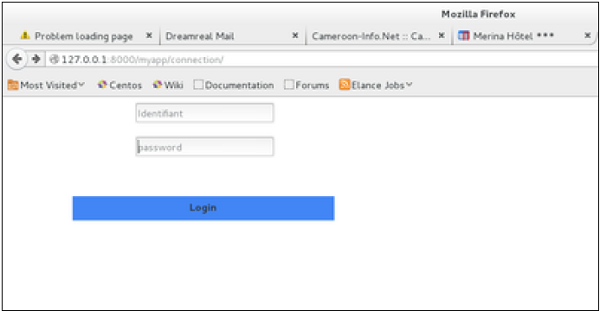 Mozilla Firefox
Problem loading page × Dreamreal Mail × Cameroon-Info.Net :: Ca... × Merina Hôtel *** ×
127.0.0.1:8000/myapp/connection/
Most Visited Centos Wiki Documentation Forums Elance Jobs
Identifiant
password
Login